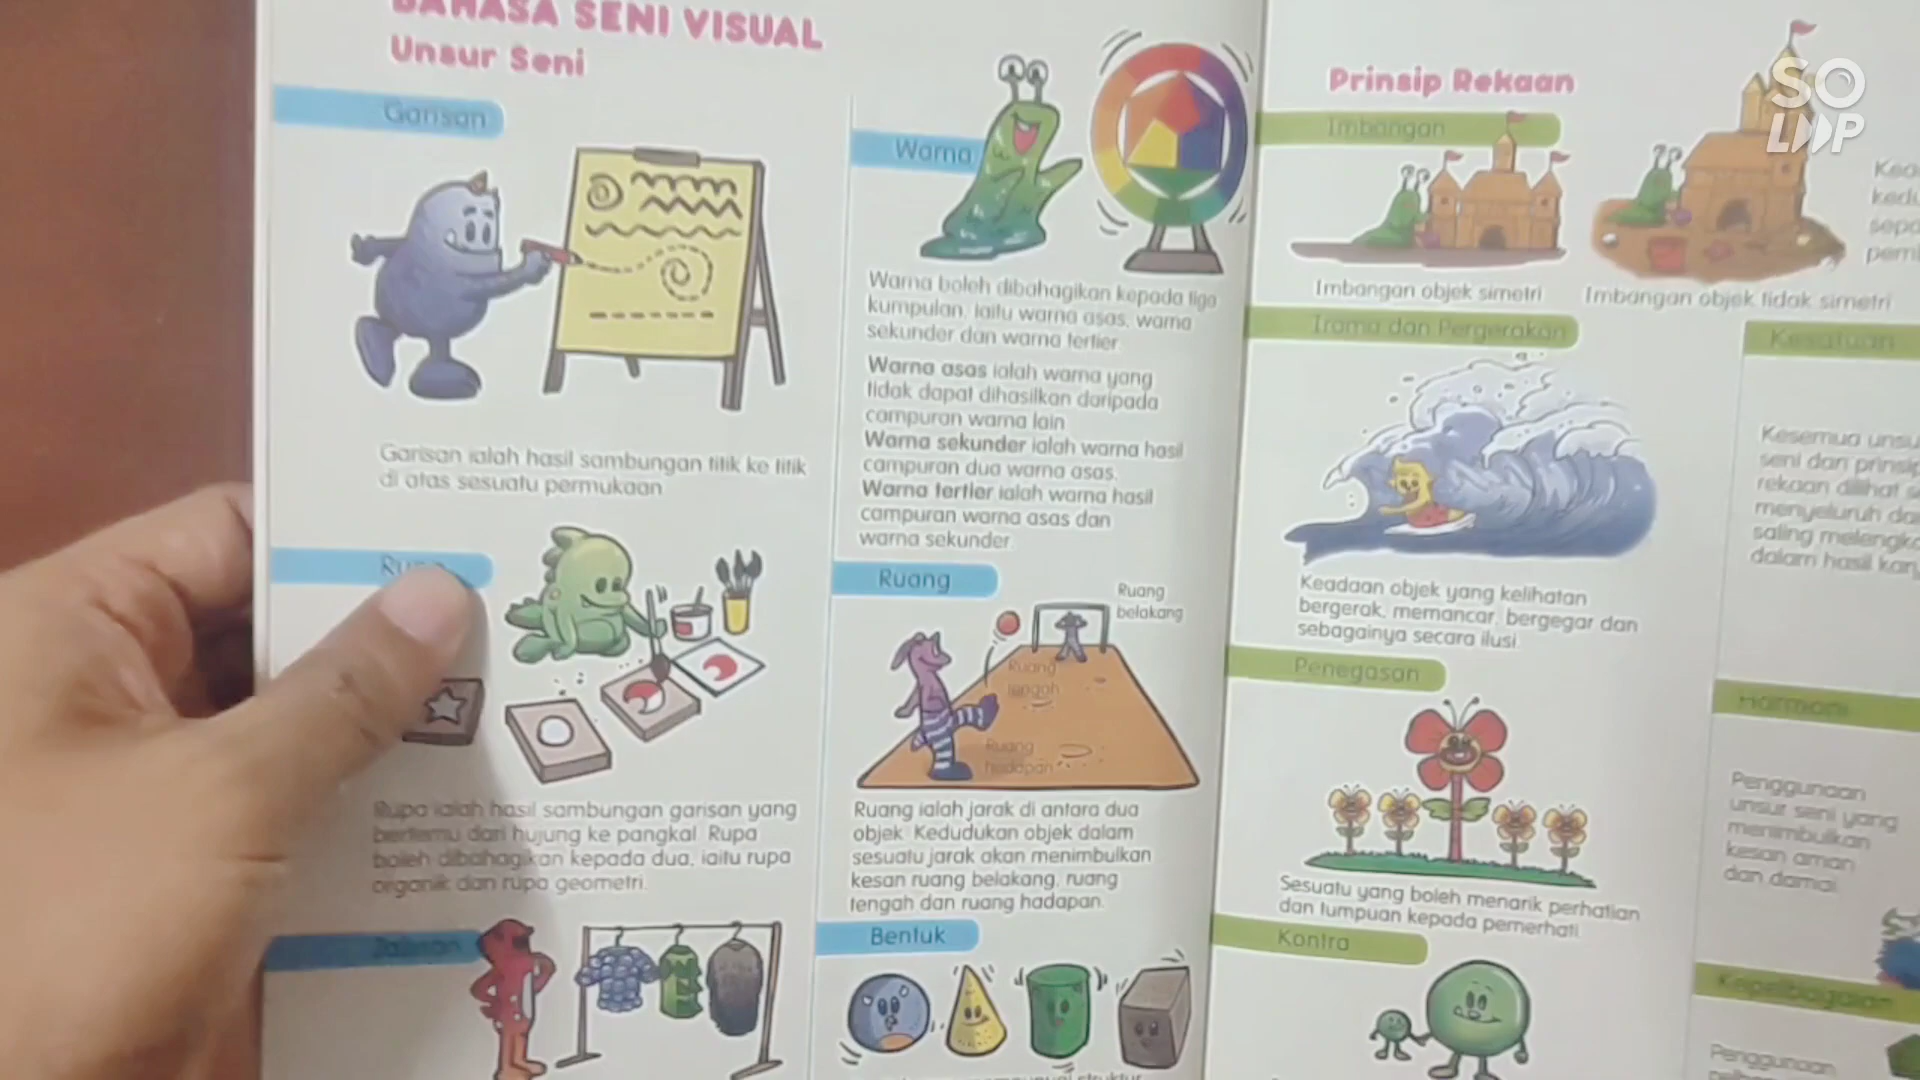 BAHASA SENI VISUAL
Unsur Seni
Garisan
Garisan ialah hasil sambungan titik ke titik
di atas sesuatu permukaan
Rupa ialah hasil sambungan garisan yang
bertemu dari hujung ke pangkal. Rupa
boleh dibahagikan kepada dua, iaitu rupa
organik dan rupa geometri.
Jalinan
Warna
Warna boleh dibahagikan kepada tiga
kumpulan, iaitu warna asas, warna
sekunder dan warna tertier.
Warna asas ialah warna yang
tidak dapat dihasilkan daripada
campuran warna lain
Warna sekunder ialah warna hasil
campuran dua warna asas.
Warna tertier ialah warna hasil
campuran warna asas dan
warna sekunder.
Ruang
Ruang
belakang
Ruang
tengah
Ruang
hadapan
Ruang ialah jarak di antara dua
objek. Kedudukan objek dalam
sesuatu jarak akan menimbulkan
kesan ruang belakang, ruang
tengah dan ruang hadapan.
Bentuk
struktur
Prinsip Rekaan
Imbangan
Imbangan objek simetri
Imbangan objek tidak simetri
Irama dan Pergerakan
Keadaan objek yang kelihatan
bergerak, memancar, bergegar dan
sebagainya secara ilusi.
Penegasan
Sesuatu yang boleh menarik perhatian
dan tumpuan kepada pemerhati.
Kontra
Kesatuan
Kesemua unsu
seni dan prinsip
rekaan dilihat s
menyeluruh da
saling melengka
dalam hasil kary
Harmoni
Penggunaan
unsur seni yang
menimbulkan
kesan aman
dan damai.
Kepelbagaian
Penggunaan
SOLOOP